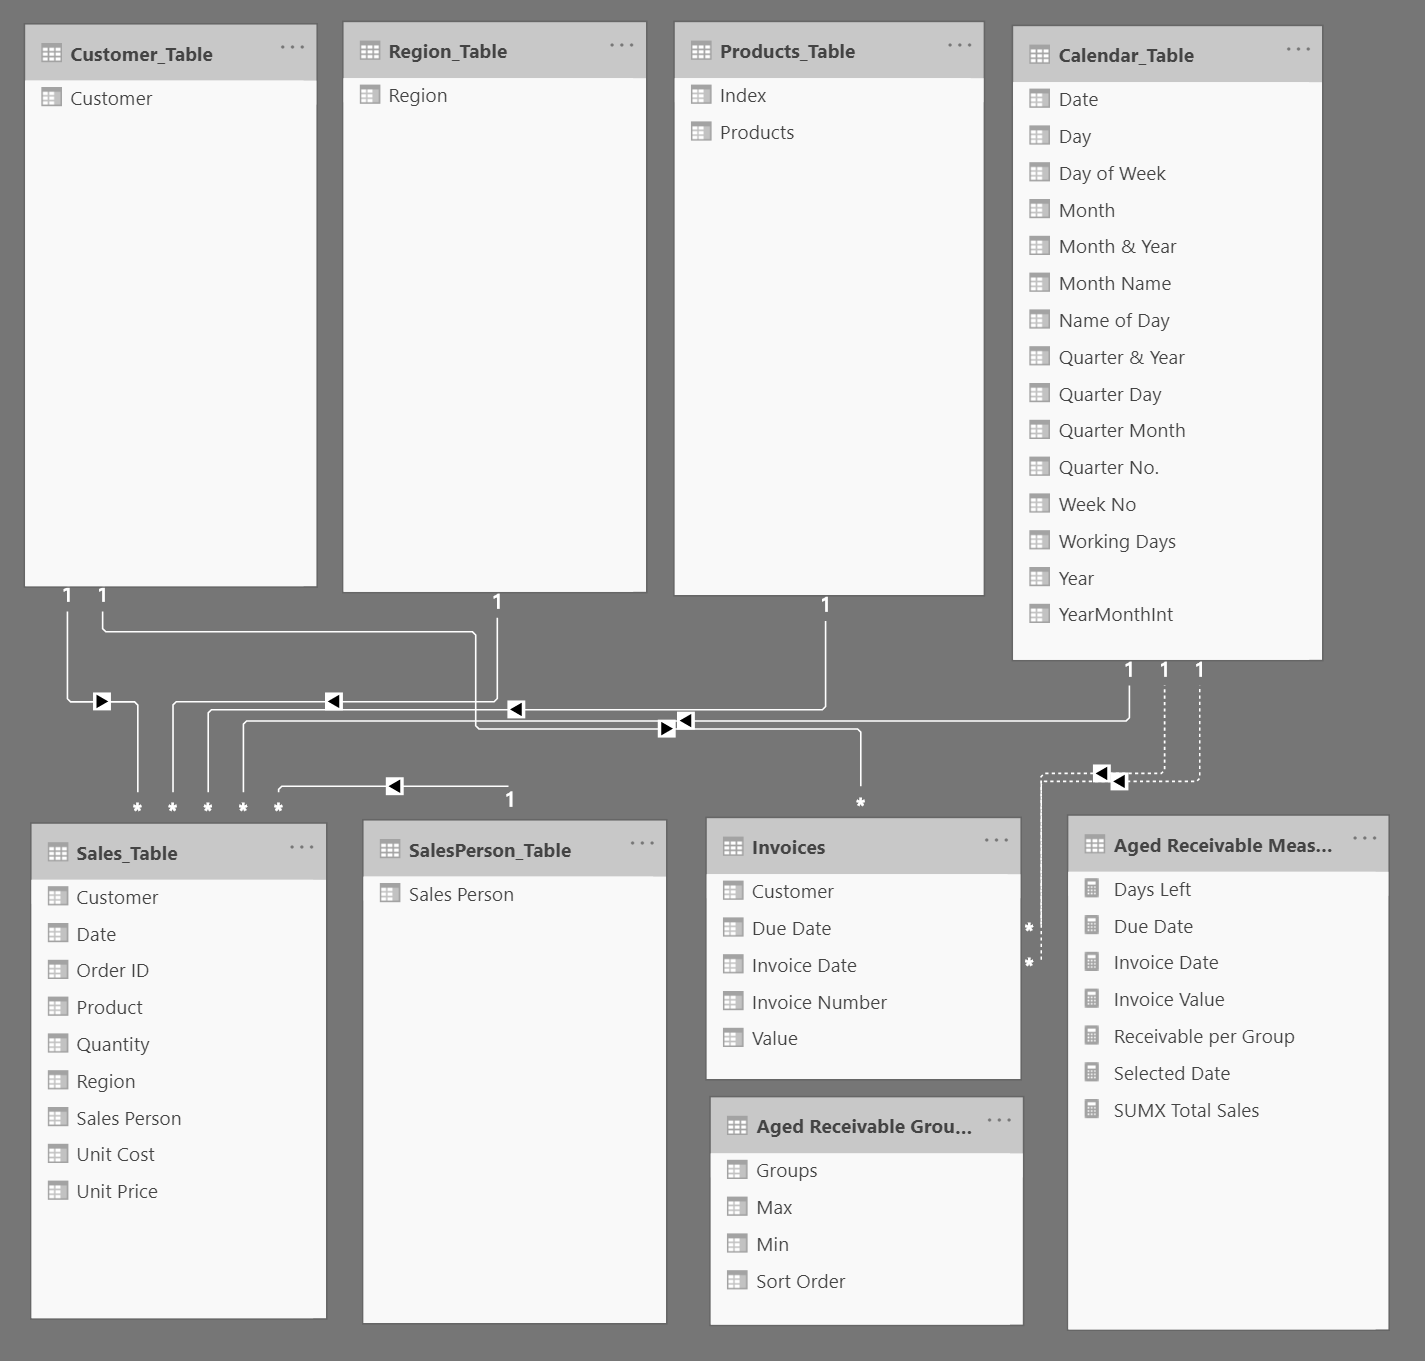 Customer_Table
Customer
Region_Table
Region
Products_Table
Index
Products
Calendar_Table
Date
Day
Day of Week
Month
Month & Year
Month Name
Name of Day
Quarter & Year
Quarter Day
Quarter Month
Quarter No.
Week No
Working Days
Year
YearMonthInt
1 1
1
1
1 1 1
1
* * * * *
*
*
*
Sales_Table
Customer
Date
Order ID
Product
Quantity
Region
Sales Person
Unit Cost
Unit Price
SalesPerson_Table
Sales Person
Invoices
Customer
Due Date
Invoice Date
Invoice Number
Value
Aged Receivable Grou...
Groups
Max
Min
Sort Order
Aged Receivable Meas...
Days Left
Due Date
Invoice Date
Invoice Value
Receivable per Group
Selected Date
SUMX Total Sales